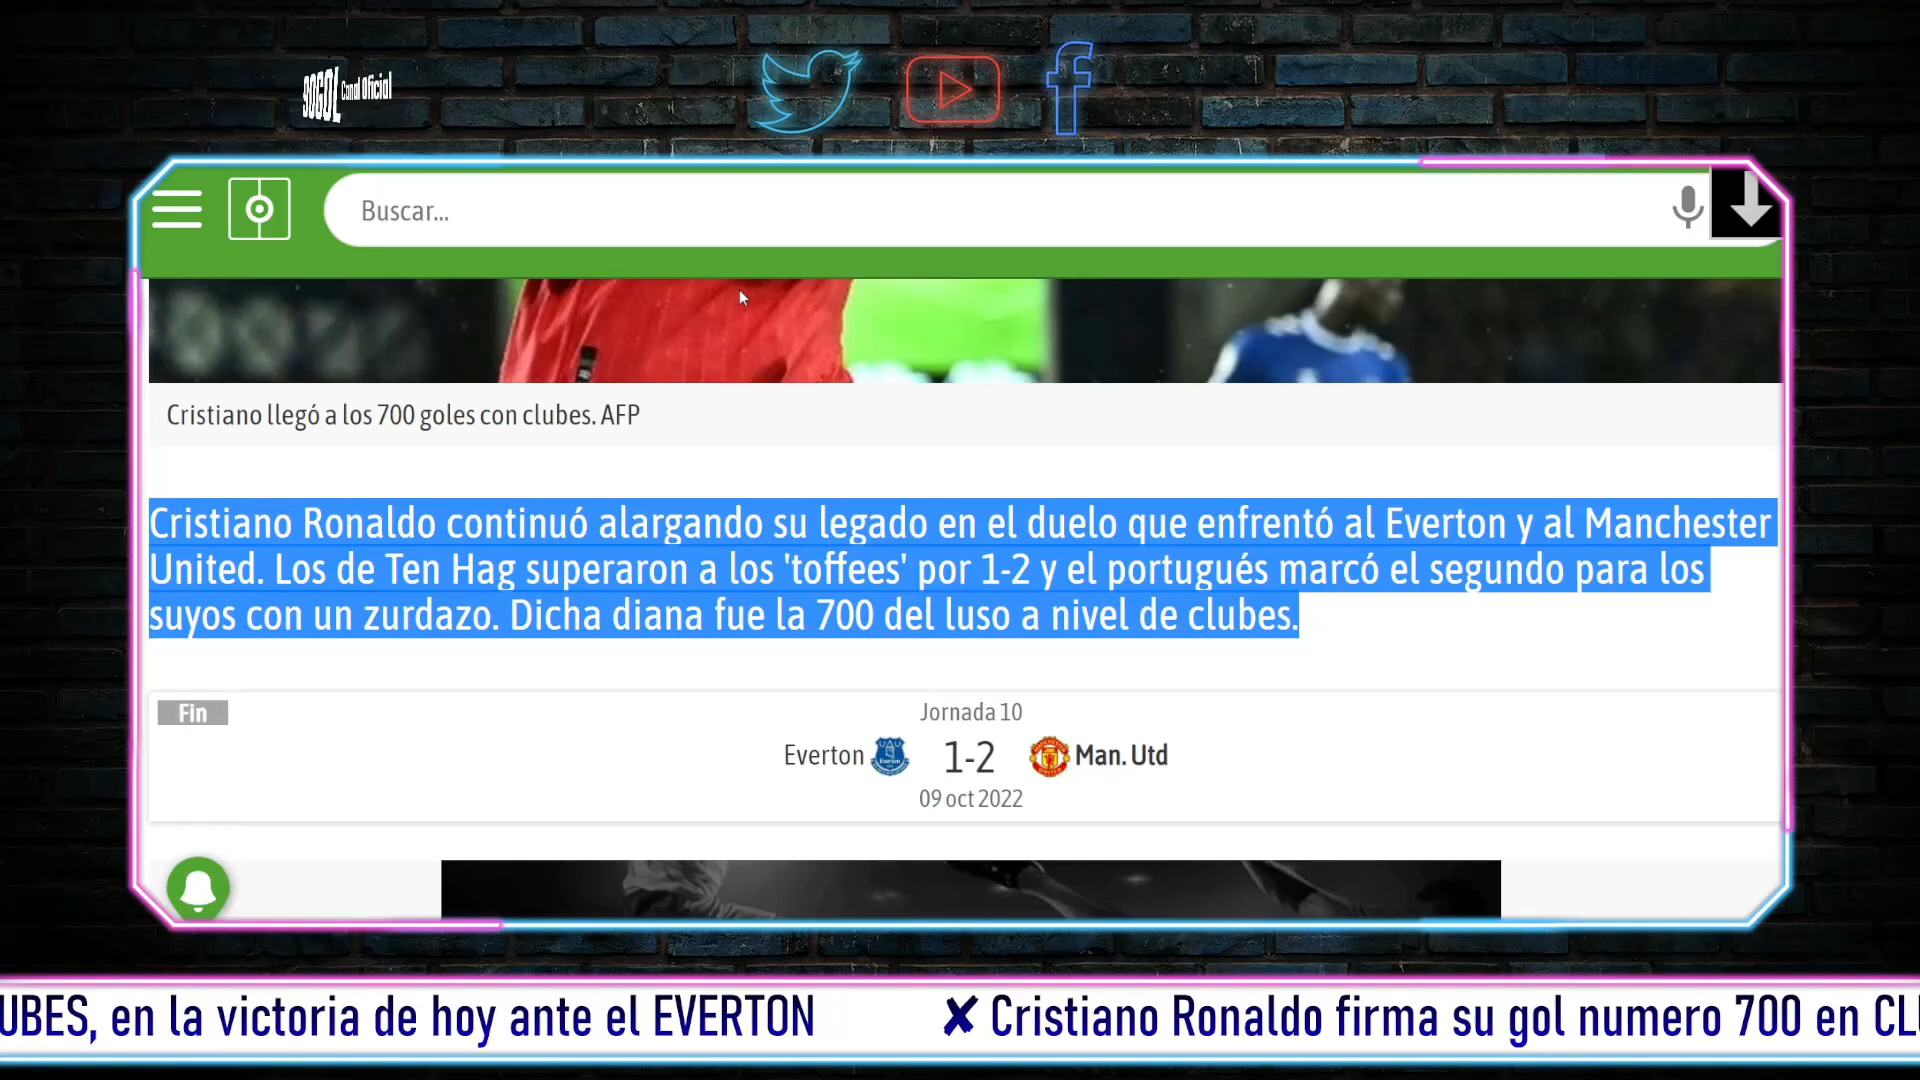 90GOL Canal Oficial
Buscar...
Cristiano llegó a los 700 goles con clubes. AFP
Cristiano Ronaldo continuó alargando su legado en el duelo que enfrentó al Everton y al Manchester
United. Los de Ten Hag superaron a los 'toffees' por 1-2 y el portugués marcó el segundo para los
suyos con un zurdazo. Dicha diana fue la 700 del luso a nivel de clubes.
Fin
Jornada 10
Everton 1-2 Man. Utd
09 oct 2022
UBES, en la victoria de hoy ante el EVERTON ✘ Cristiano Ronaldo firma su gol numero 700 en CLU